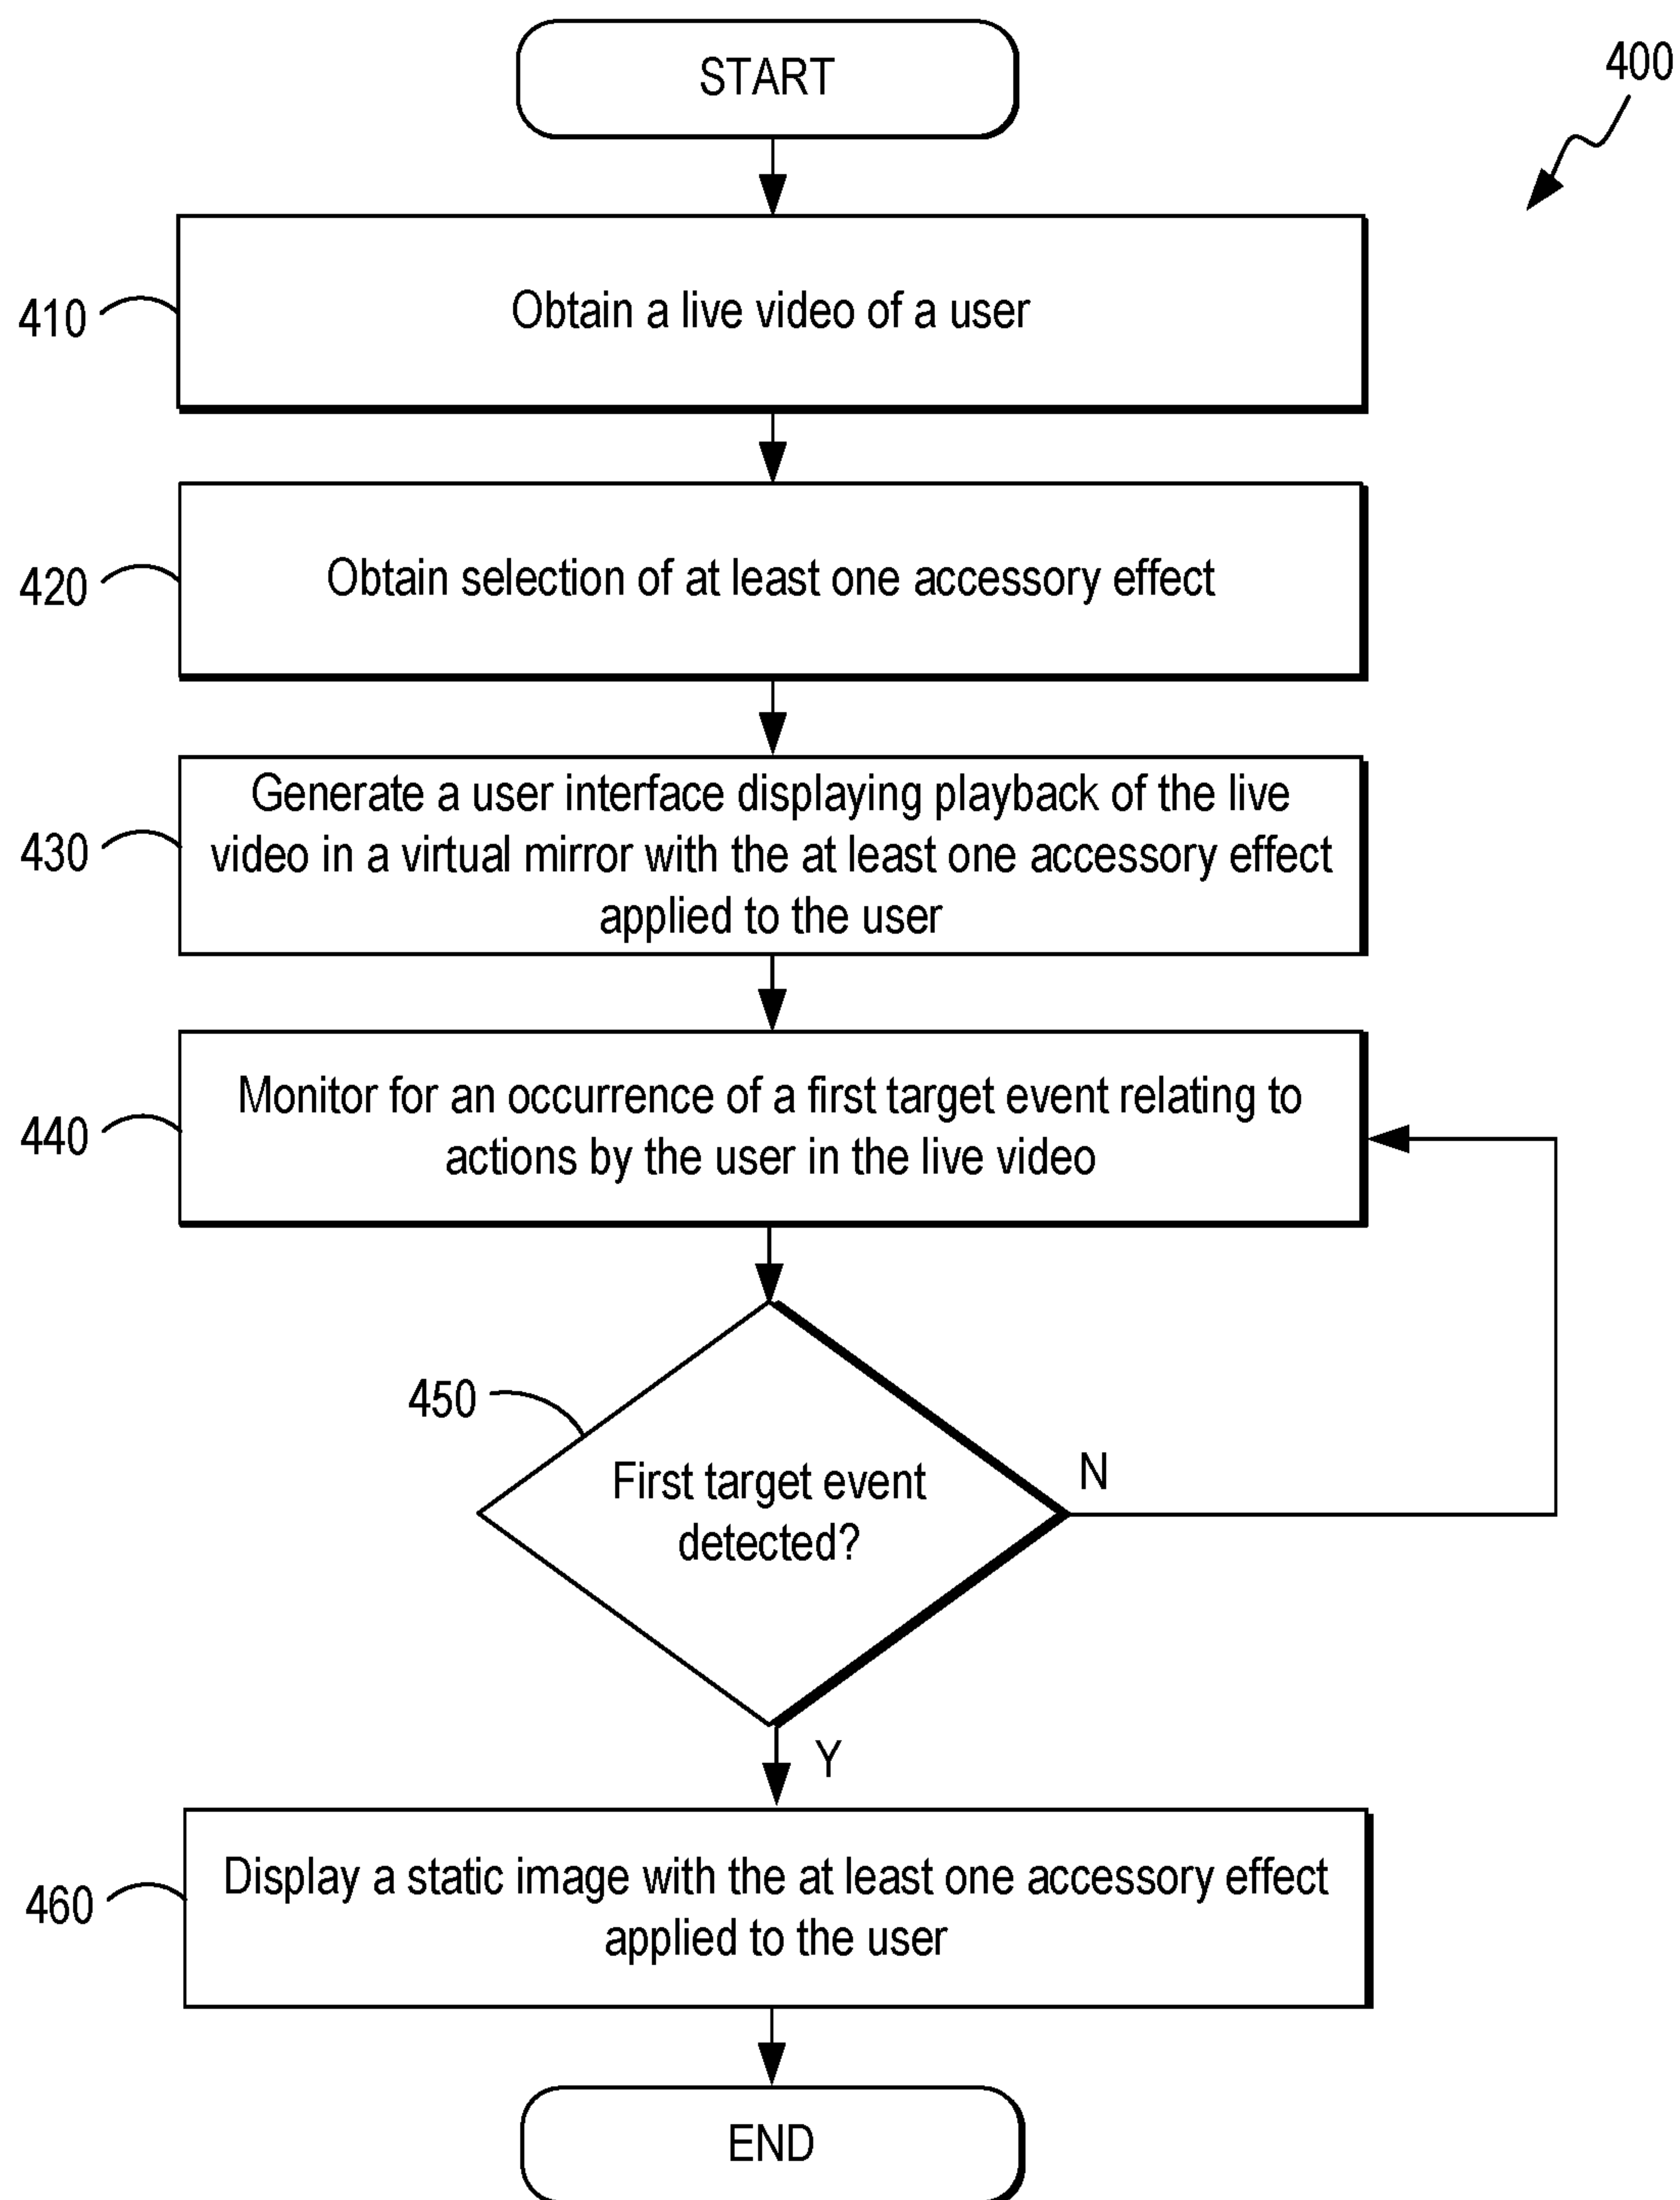 START
400
410
Obtain a live video of a user
420
Obtain selection of at least one accessory effect
430
Generate a user interface displaying playback of the live
video in a virtual mirror with the at least one accessory effect
applied to the user
440
Monitor for an occurrence of a first target event relating to
actions by the user in the live video
450
First target event
detected?
N
Y
460
Display a static image with the at least one accessory effect
applied to the user
END